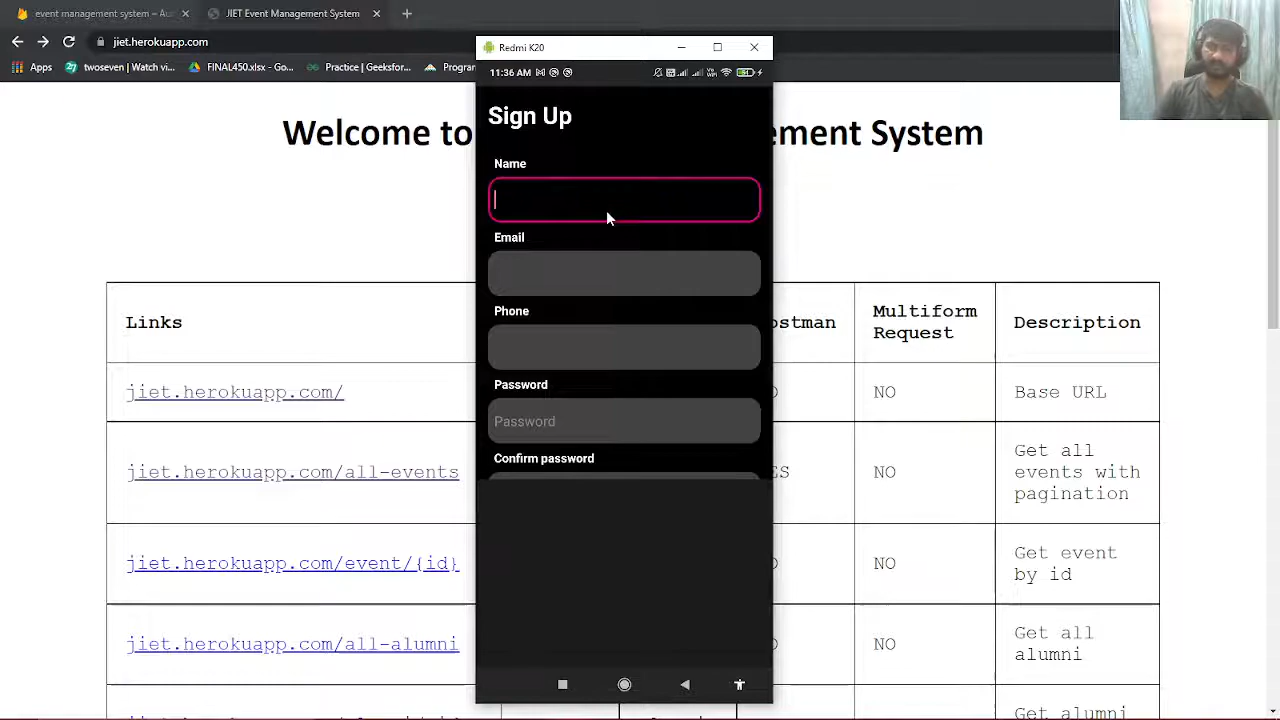 event management system – Au
JIET Event Management System
jiet.herokuapp.com
Apps
twoseven | Watch vi...
FINAL450.xlsx - Go...
Practice | Geeksfor...
Progran
Redmi K20
11:36 AM
Sign Up
Name
Email
Phone
Password
Password
Confirm password
Welcome to
ement System
Links
ostman
Multiform
Request
Description
jiet.herokuapp.com/
NO
Base URL
jiet.herokuapp.com/all-events
ES
NO
Get all
events with
pagination
jiet.herokuapp.com/event/{id}
NO
Get event
by id
jiet.herokuapp.com/all-alumni
NO
Get all
alumni
Get alumni